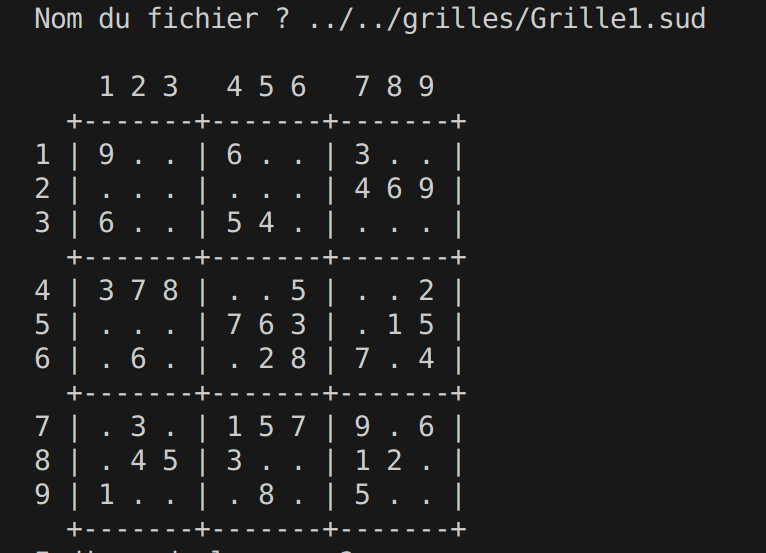 Nom du fichier ? ../../grilles/Grille1.sud
1 2 3   4 5 6   7 8 9
+-------+-------+-------+
1 | 9 . . | 6 . . | 3 . . |
2 | . . . | . . . | 4 6 9 |
3 | 6 . . | 5 4 . | . . . |
+-------+-------+-------+
4 | 3 7 8 | . . 5 | . . 2 |
5 | . . . | 7 6 3 | . 1 5 |
6 | . 6 . | . 2 8 | 7 . 4 |
+-------+-------+-------+
7 | . 3 . | 1 5 7 | 9 . 6 |
8 | . 4 5 | 3 . . | 1 2 . |
9 | 1 . . | . 8 . | 5 . . |
+-------+-------+-------+